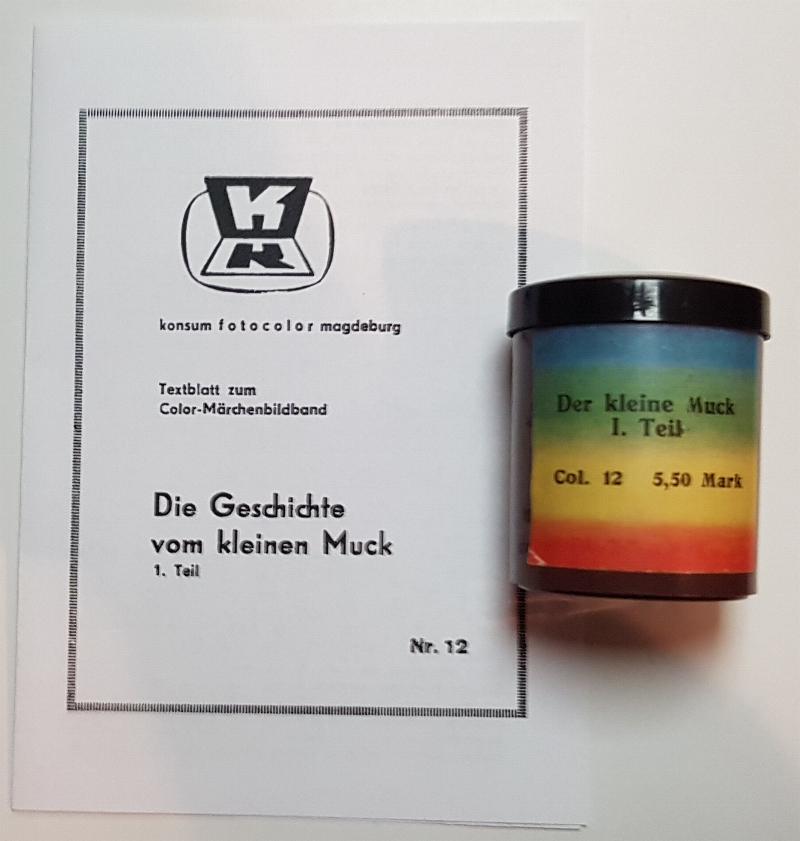 konsum fotocolor magdeburg
Textblatt zum
Color-Märchenbildband
Die Geschichte
vom kleinen Muck
1. Teil
Nr. 12
Der kleine Muck
I. Teil
Col. 12 5,50 Mark